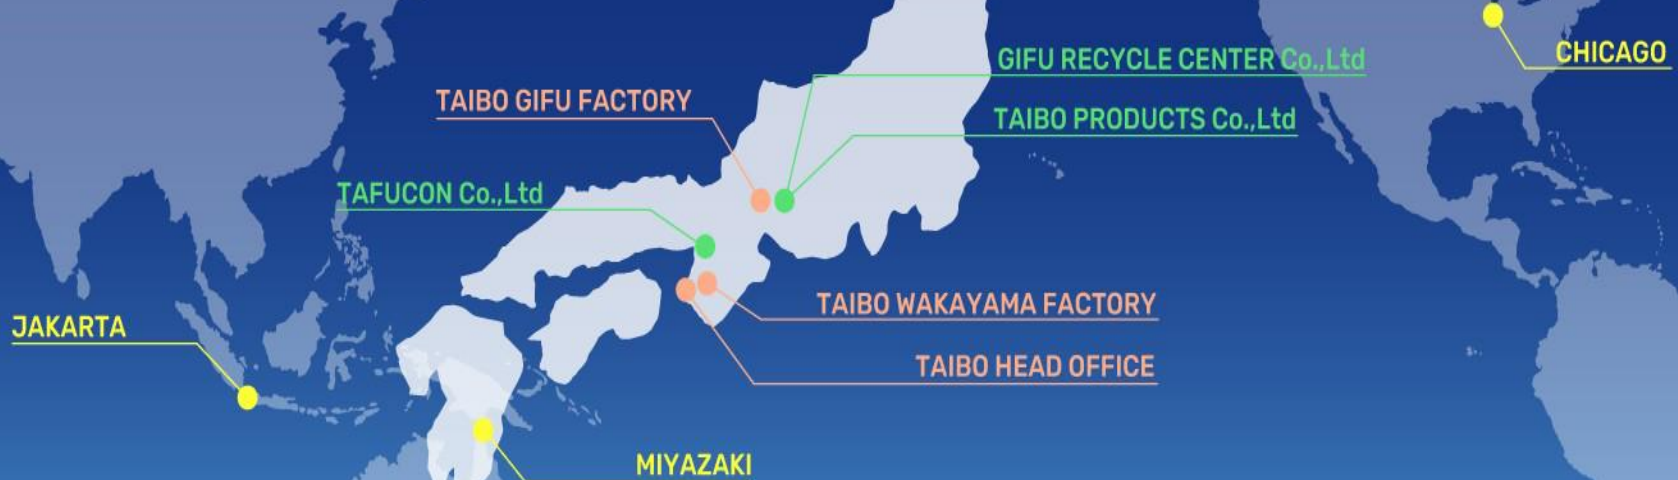 CHICAGO
GIFU RECYCLE CENTER Co.,Ltd
TAIBO GIFU FACTORY
TAIBO PRODUCTS Co.,Ltd
TAFUCON Co.,Ltd
TAIBO WAKAYAMA FACTORY
JAKARTA
TAIBO HEAD OFFICE
MIYAZAKI